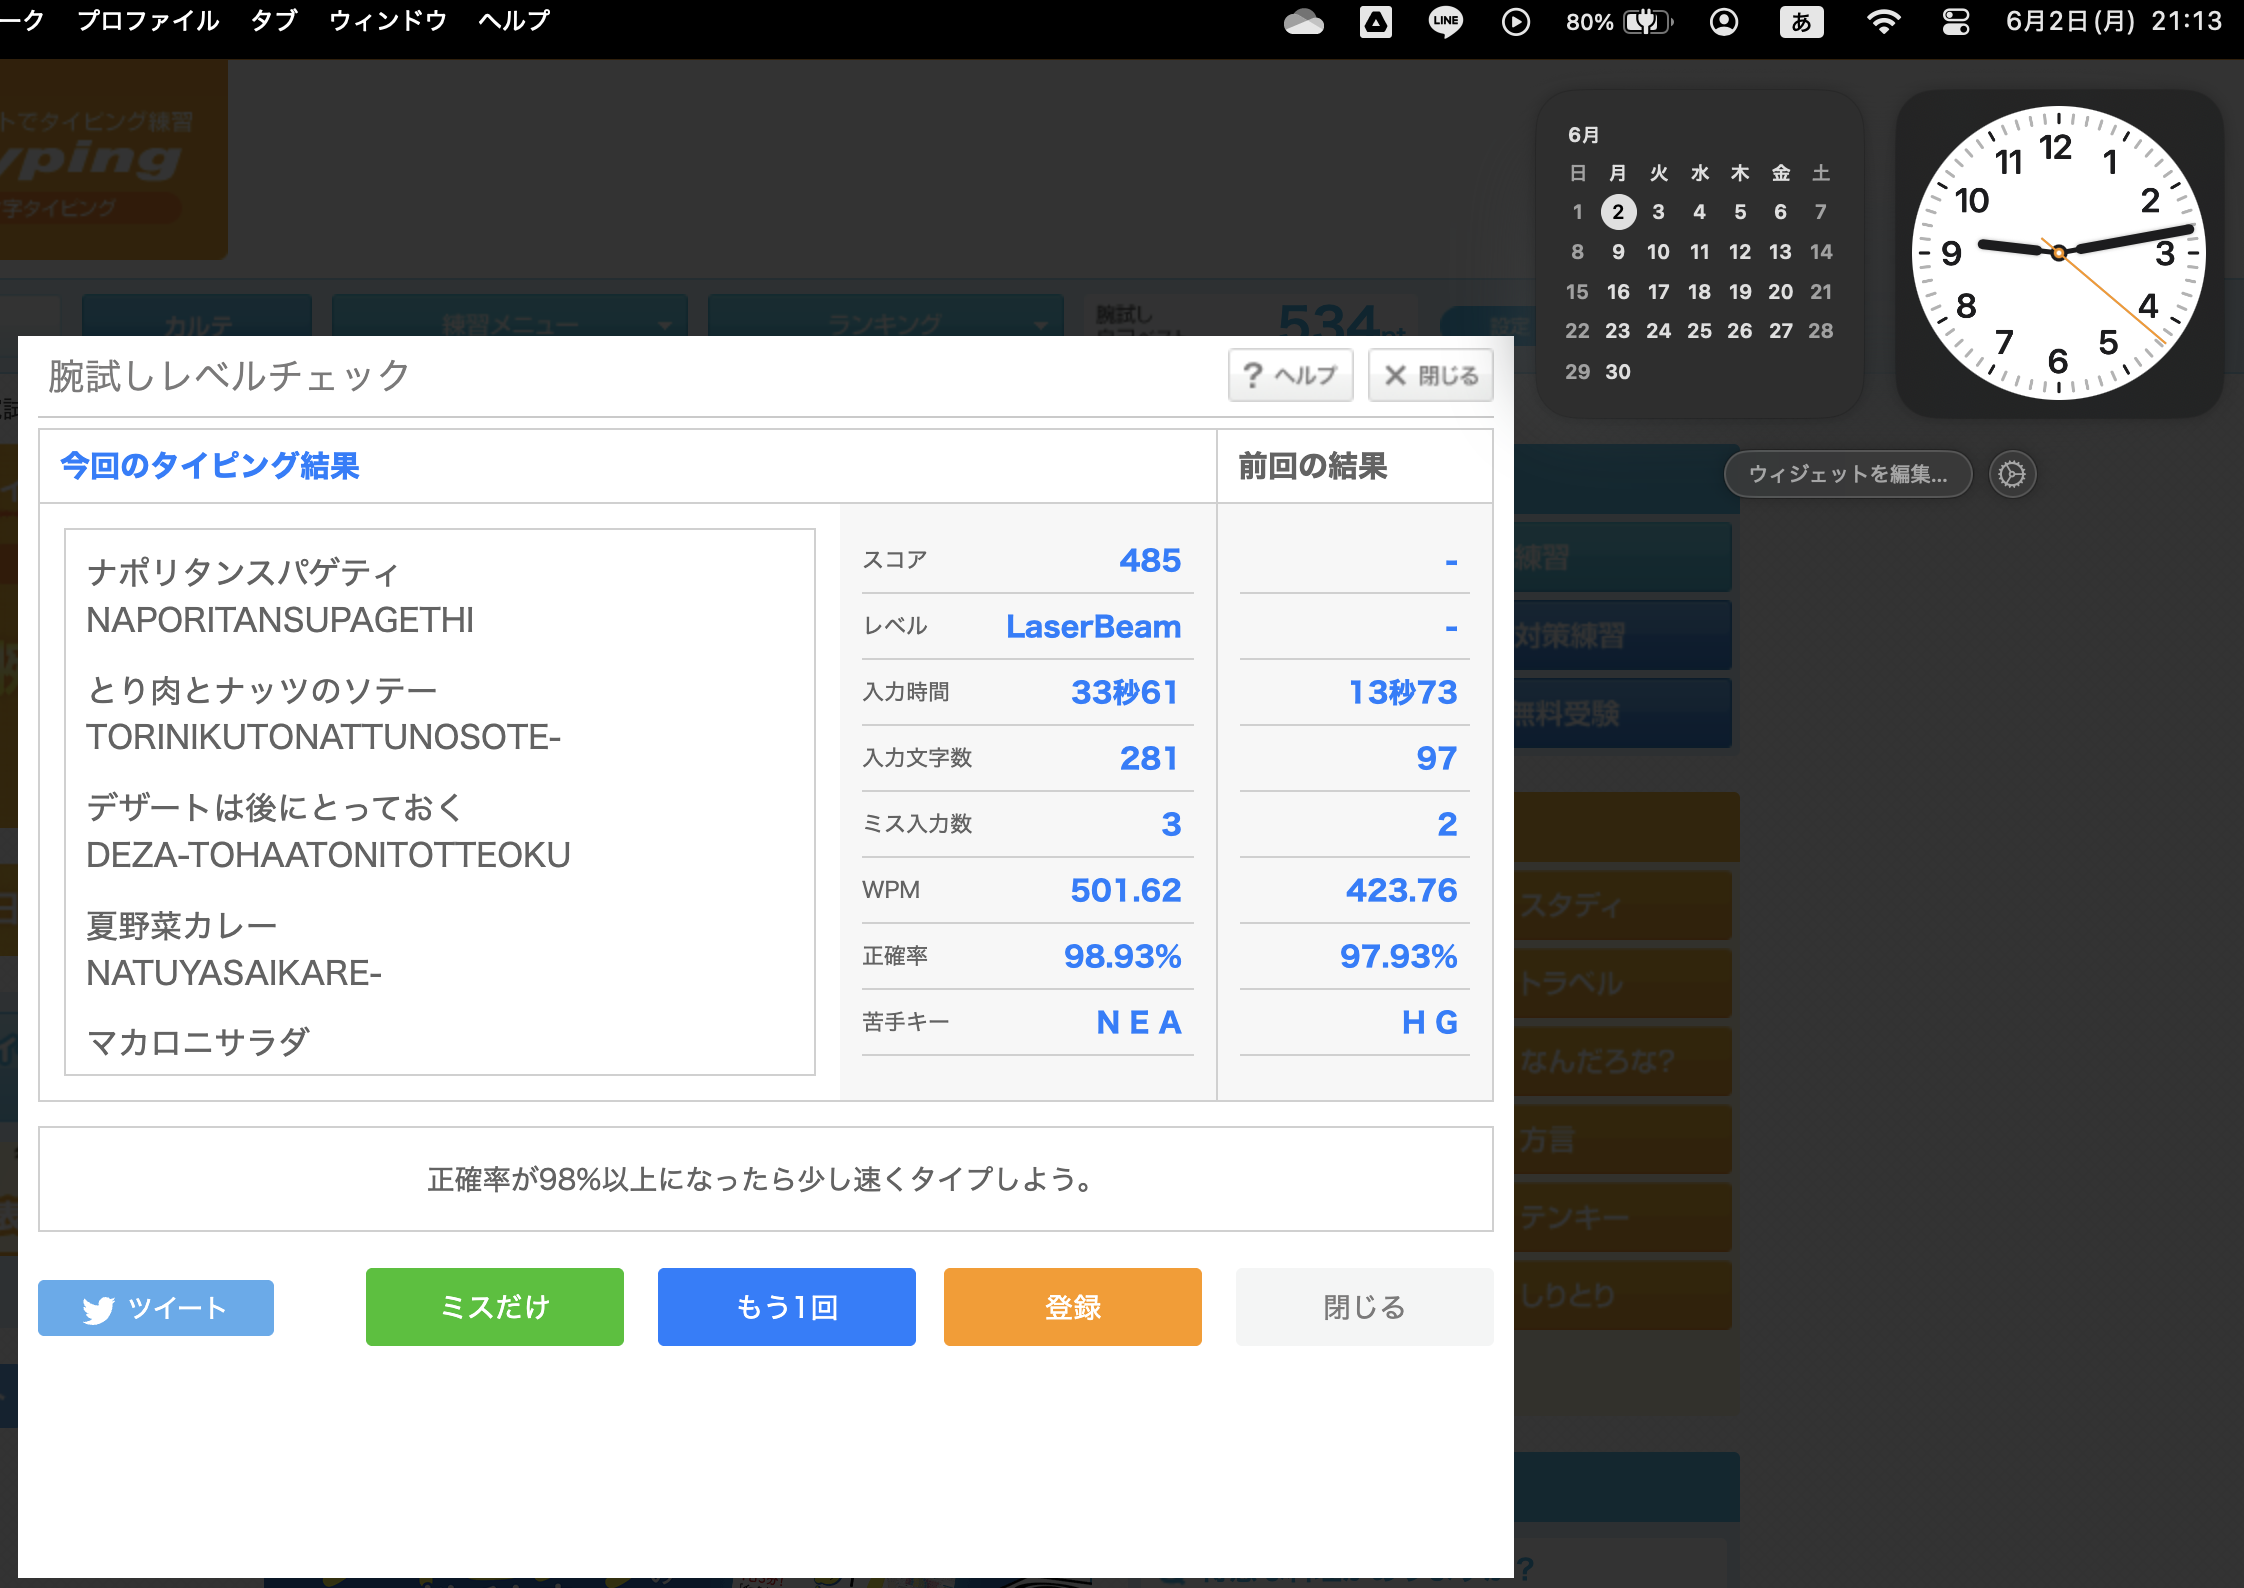 ーク プロファイル タブ ウィンドウ ヘルプ LINE 80% あ 6月2日(月) 21:13
トでタイピング練習
yping
字タイピング
6月
日 月 火 水 木 金 土
1 2 3 4 5 6 7
8 9 10 11 12 13 14
15 16 17 18 19 20 21
22 23 24 25 26 27 28
29 30
12 1 2 3 4 5 6 7 8 9 10 11
カルテ 練習メニュー ランキング 腕試し 534pt 設定
腕試しレベルチェック ? ヘルプ × 閉じる
ウィジェットを編集...
今回のタイピング結果 前回の結果
ナポリタンスパゲティ
NAPORITANSUPAGETHI
とり肉とナッツのソテー
TORINIKUTONATTUNOSOTE-
デザートは後にとっておく
DEZA-TOHAATONITOTTEOKU
夏野菜カレー
NATUYASAIKARE-
マカロニサラダ
スコア 485 -
レベル LaserBeam -
入力時間 33秒61 13秒73
入力文字数 281 97
ミス入力数 3 2
WPM 501.62 423.76
正確率 98.93% 97.93%
苦手キー N E A H G
正確率が98%以上になったら少し速くタイプしよう。
ツイート ミスだけ もう1回 登録 閉じる
練習
対策練習
無料受験
スタディ
トラベル
なんだろな?
方言
テンキー
しりとり